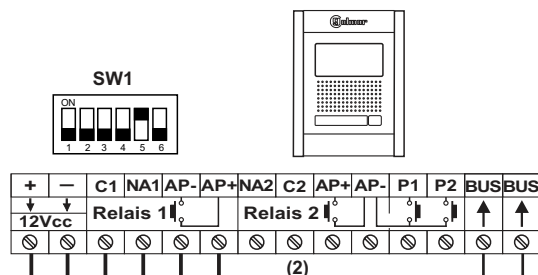 Golmar
SW1
ON
1 2 3 4 5 6
+ − C1 NA1 AP- AP+ NA2 C2 AP+ AP- P1 P2 BUS BUS
12Vcc Relais 1 Relais 2
(2)